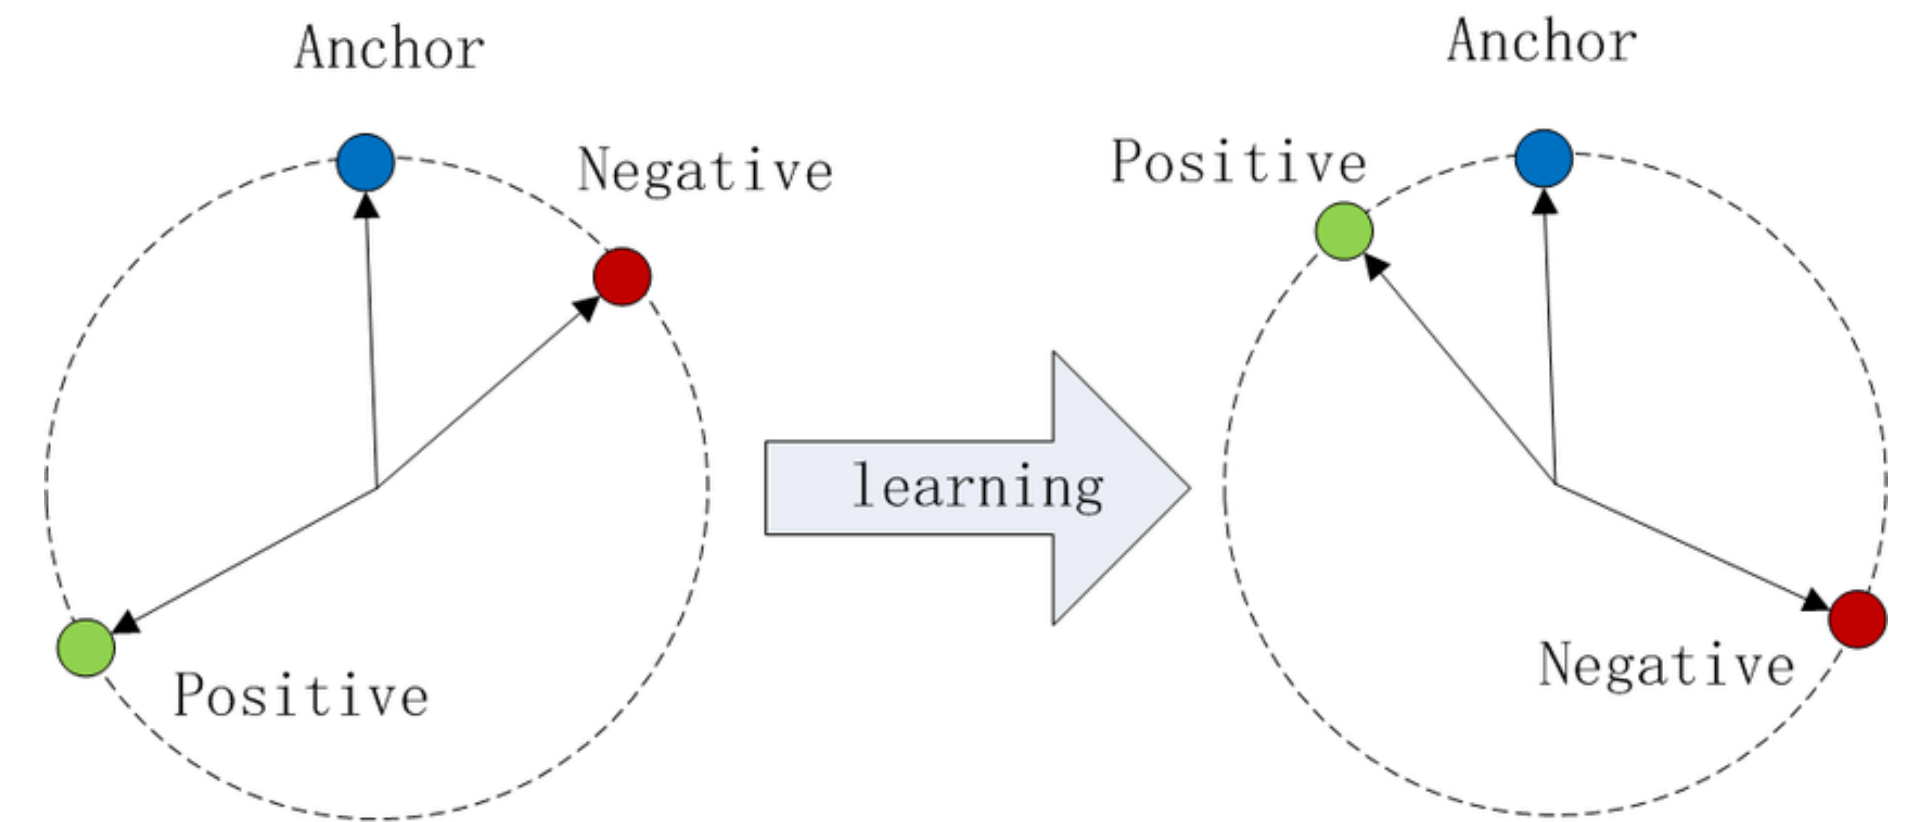 Anchor
Negative
Positive
learning
Anchor
Positive
Negative